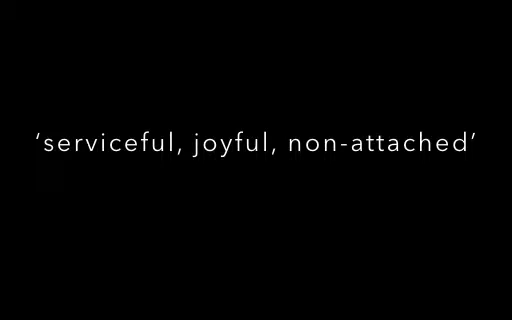 ‘serviceful, joyful, non-attached’